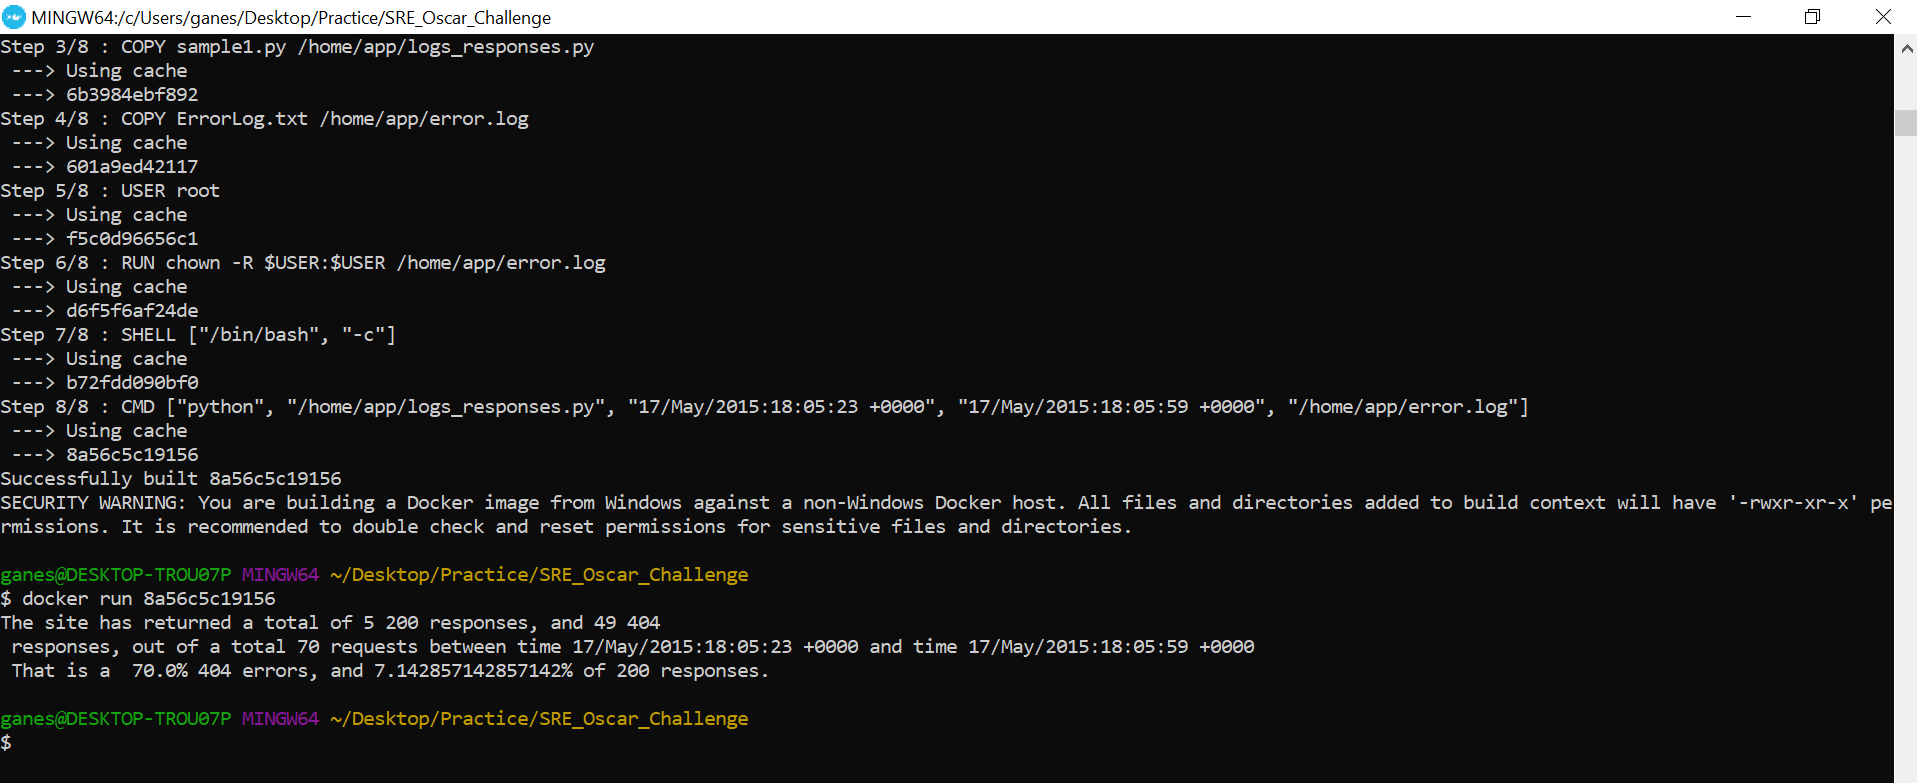 MINGW64:/c/Users/ganes/Desktop/Practice/SRE_Oscar_Challenge
Step 3/8 : COPY sample1.py /home/app/logs_responses.py
 ---> Using cache
 ---> 6b3984ebf892
Step 4/8 : COPY ErrorLog.txt /home/app/error.log
 ---> Using cache
 ---> 601a9ed42117
Step 5/8 : USER root
 ---> Using cache
 ---> f5c0d96656c1
Step 6/8 : RUN chown -R $USER:$USER /home/app/error.log
 ---> Using cache
 ---> d6f5f6af24de
Step 7/8 : SHELL ["/bin/bash", "-c"]
 ---> Using cache
 ---> b72fdd090bf0
Step 8/8 : CMD ["python", "/home/app/logs_responses.py", "17/May/2015:18:05:23 +0000", "17/May/2015:18:05:59 +0000", "/home/app/error.log"]
 ---> Using cache
 ---> 8a56c5c19156
Successfully built 8a56c5c19156
SECURITY WARNING: You are building a Docker image from Windows against a non-Windows Docker host. All files and directories added to build context will have '-rwxr-xr-x' pe
rmissions. It is recommended to double check and reset permissions for sensitive files and directories.
ganes@DESKTOP-TROU07P MINGW64 ~/Desktop/Practice/SRE_Oscar_Challenge
$ docker run 8a56c5c19156
The site has returned a total of 5 200 responses, and 49 404
 responses, out of a total 70 requests between time 17/May/2015:18:05:23 +0000 and time 17/May/2015:18:05:59 +0000
 That is a  70.0% 404 errors, and 7.142857142857142% of 200 responses.
ganes@DESKTOP-TROU07P MINGW64 ~/Desktop/Practice/SRE_Oscar_Challenge
$